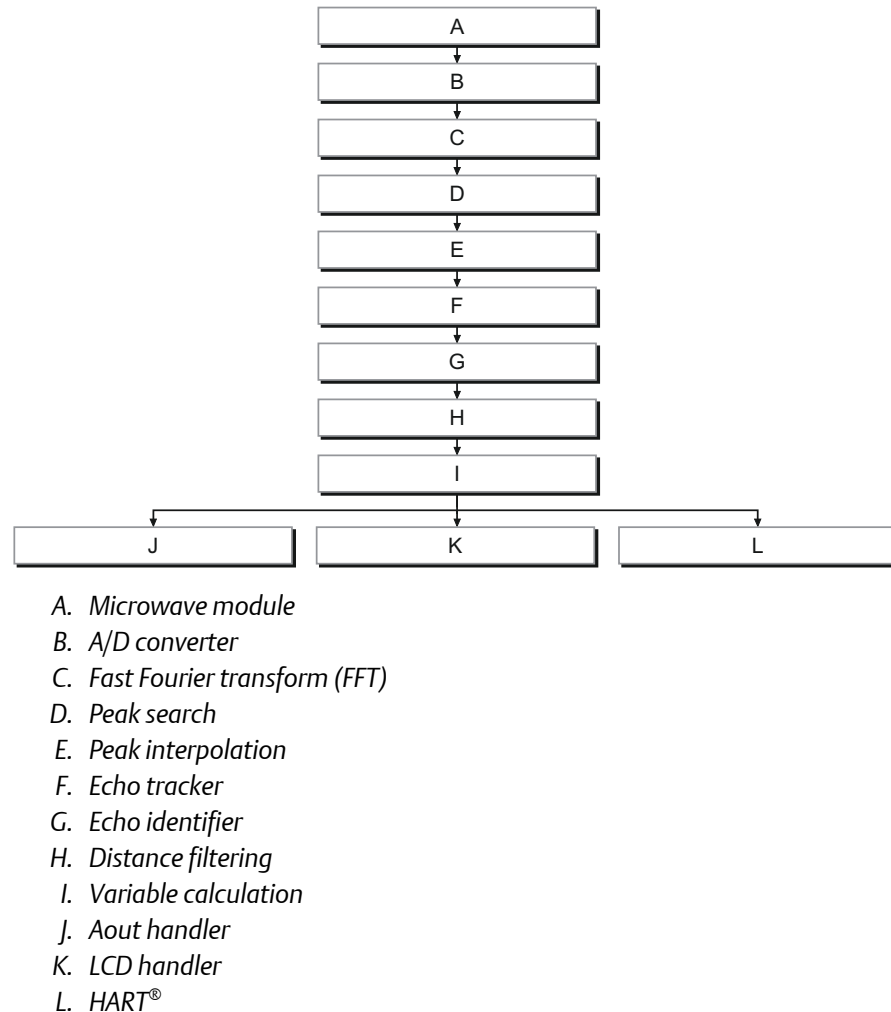 A
B
C
D
E
F
G
H
I
J K L
A. Microwave module
B. A/D converter
C. Fast Fourier transform (FFT)
D. Peak search
E. Peak interpolation
F. Echo tracker
G. Echo identifier
H. Distance filtering
I. Variable calculation
J. Aout handler
K. LCD handler
L. HART®